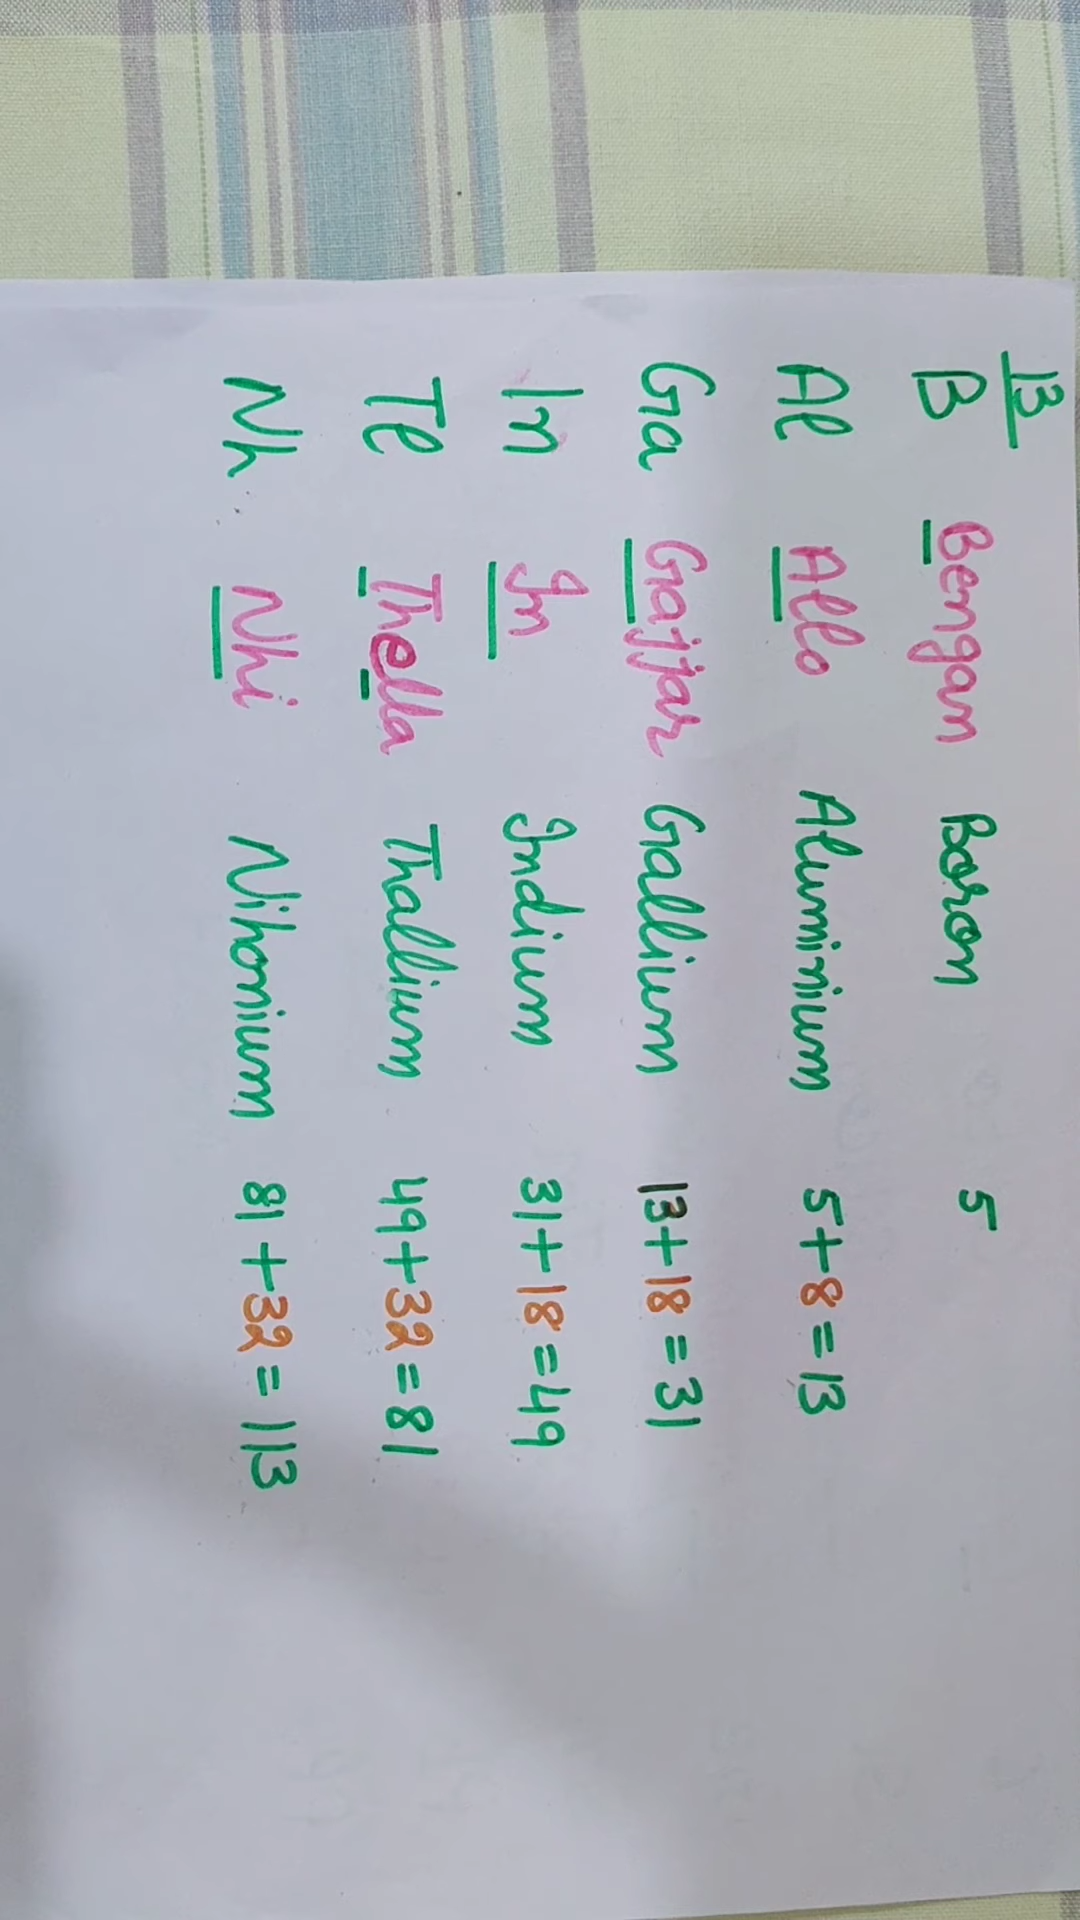 13
B Bengan Boron 5
Al Allo Aluminium 5+8=13
Ga Gajjar Gallium 13+18=31
In In Indium 31+18=49
Tl Thella Thallium 49+32=81
Nh Nhi Nihonium 81+32=113